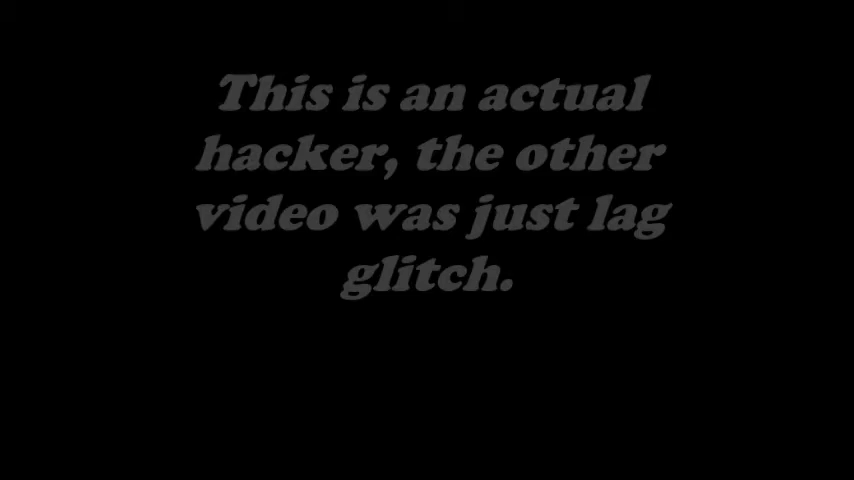 This is an actual
hacker, the other
video was just lag
glitch.